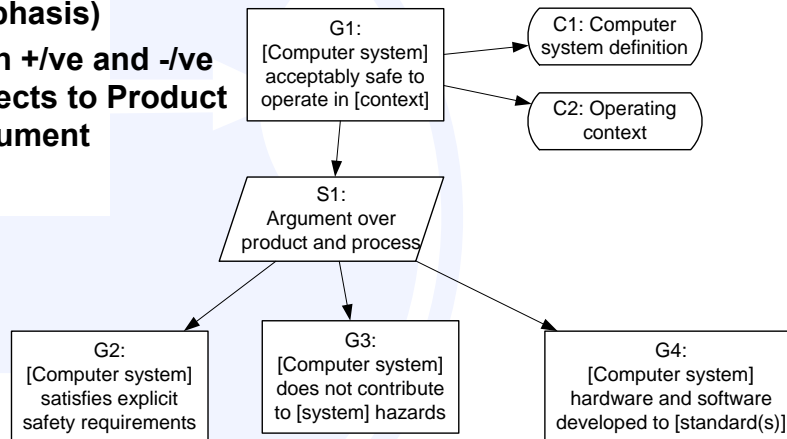 phasis)
n +/ve and -/ve
ects to Product
ument
G1:
[Computer system]
acceptably safe to
operate in [context]
C1: Computer
system definition
C2: Operating
context
S1:
Argument over
product and process
G2:
[Computer system]
satisfies explicit
safety requirements
G3:
[Computer system]
does not contribute
to [system] hazards
G4:
[Computer system]
hardware and software
developed to [standard(s)]